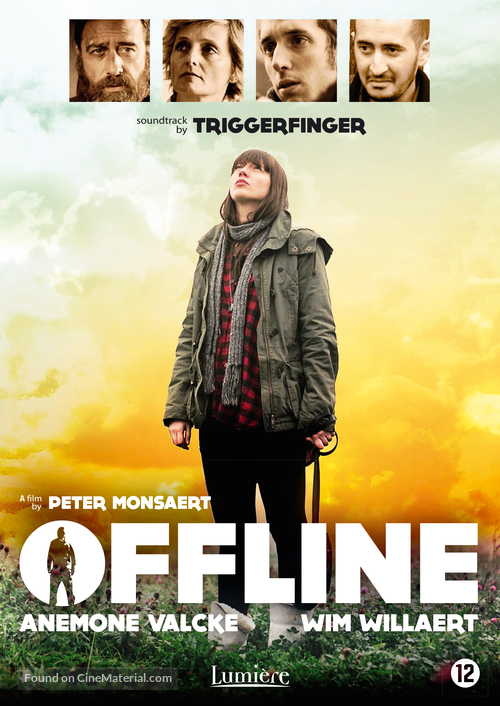 soundtrack
by TRIGGERFINGER
A film
by PETER MONSAERT
OFFLINE
ANEMONE VALCKE WIM WILLAERT
Found on CineMaterial.com
Lumière
12